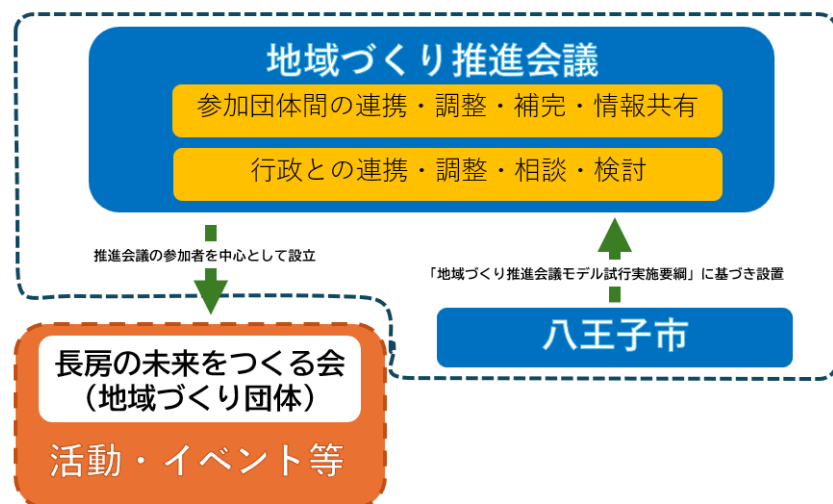 地域づくり推進会議
参加団体間の連携・調整・補完・情報共有
行政との連携・調整・相談・検討
推進会議の参加者を中心として設立
「地域づくり推進会議モデル試行実施要綱」に基づき設置
八王子市
長房の未来をつくる会
（地域づくり団体）
活動・イベント等